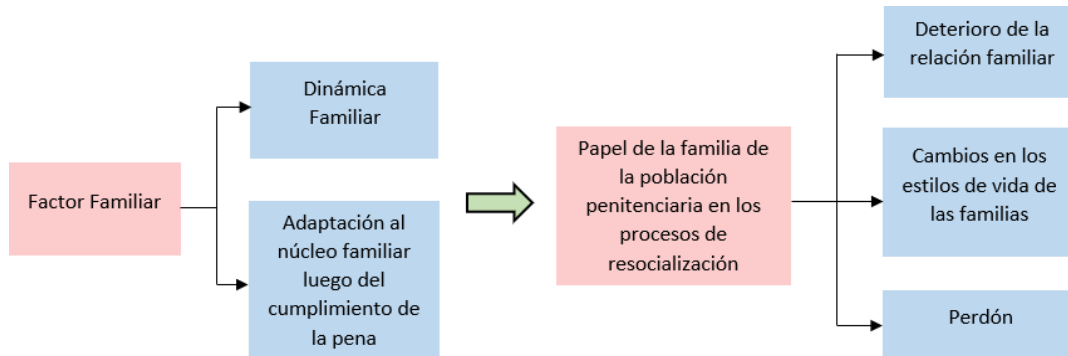 Factor Familiar
Dinámica
Familiar
Adaptación al
núcleo familiar
luego del
cumplimiento de
la pena
Papel de la familia de
la población
penitenciaria en los
procesos de
resocialización
Deterioro de la
relación familiar
Cambios en los
estilos de vida de
las familias
Perdón